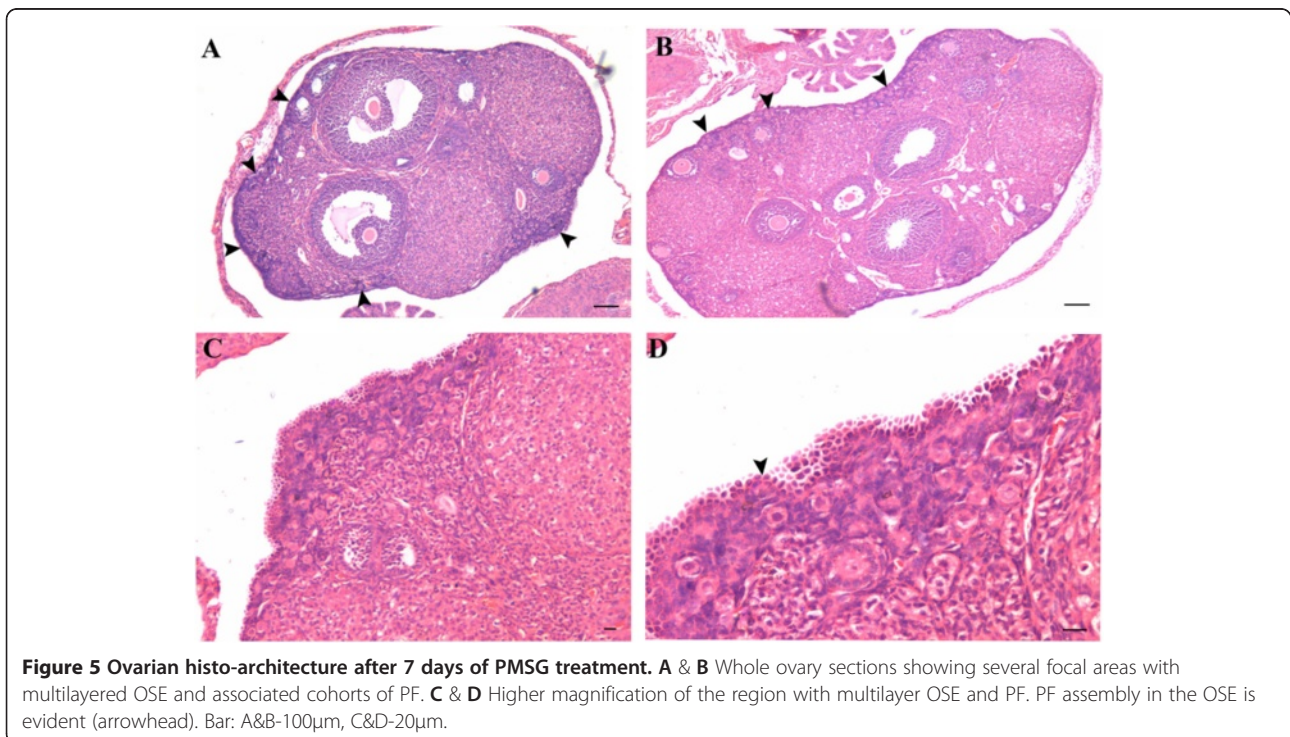 A
B
C
D
Figure 5 Ovarian histo-architecture after 7 days of PMSG treatment. A & B Whole ovary sections showing several focal areas with
multilayered OSE and associated cohorts of PF. C & D Higher magnification of the region with multilayer OSE and PF. PF assembly in the OSE is
evident (arrowhead). Bar: A&B-100μm, C&D-20μm.